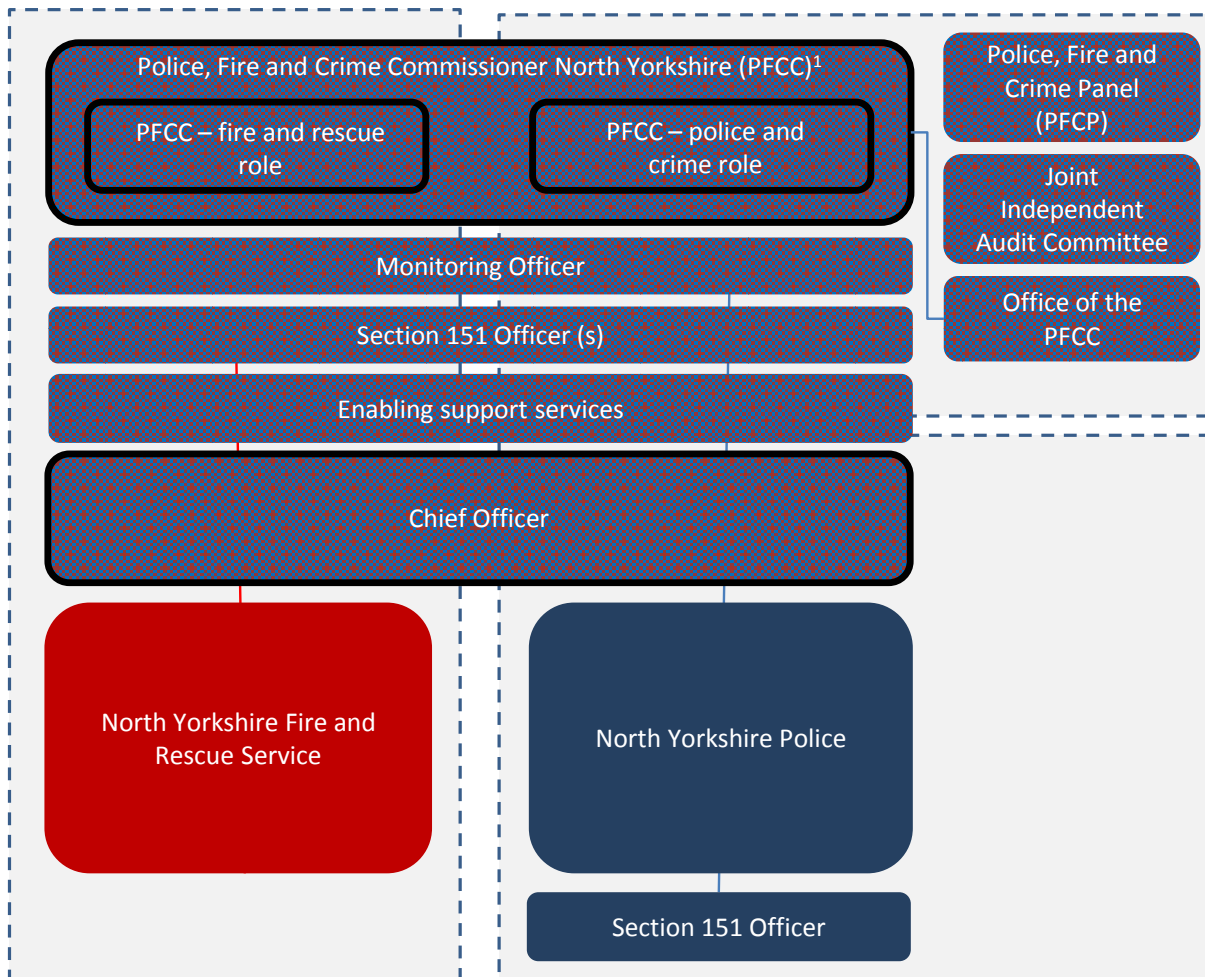 Police, Fire and Crime Commissioner North Yorkshire (PFCC)¹
PFCC – fire and rescue
role
PFCC – police and
crime role
Police, Fire and
Crime Panel
(PFCP)
Joint
Independent
Audit Committee
Office of the
PFCC
Monitoring Officer
Section 151 Officer (s)
Enabling support services
Chief Officer
North Yorkshire Fire and
Rescue Service
North Yorkshire Police
Section 151 Officer